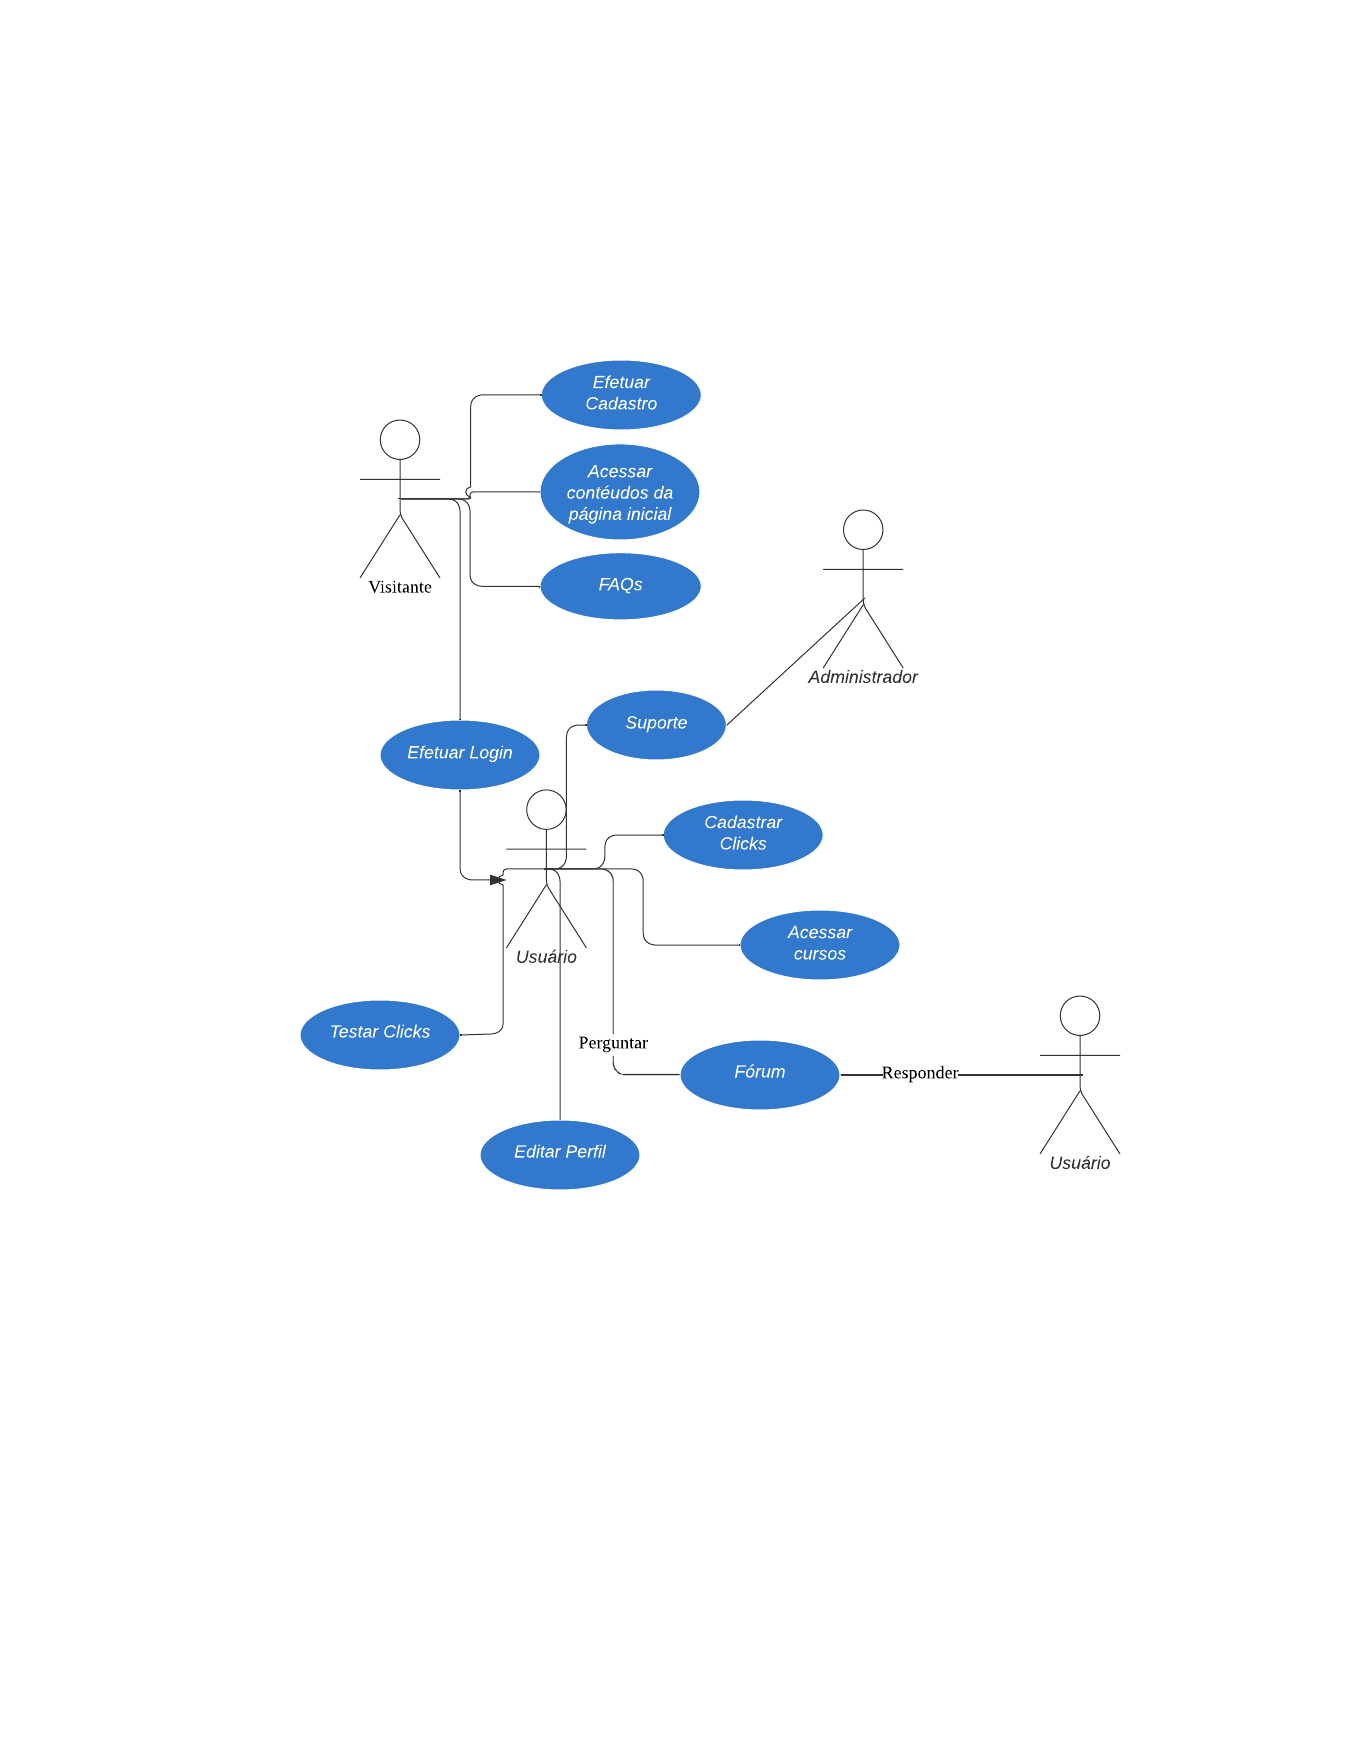 Efetuar
Cadastro
Acessar
contéudos da
página inicial
FAQs
Visitante
Administrador
Suporte
Efetuar Login
Cadastrar
Clicks
Acessar
cursos
Usuário
Testar Clicks
Perguntar
Fórum
Responder
Editar Perfil
Usuário